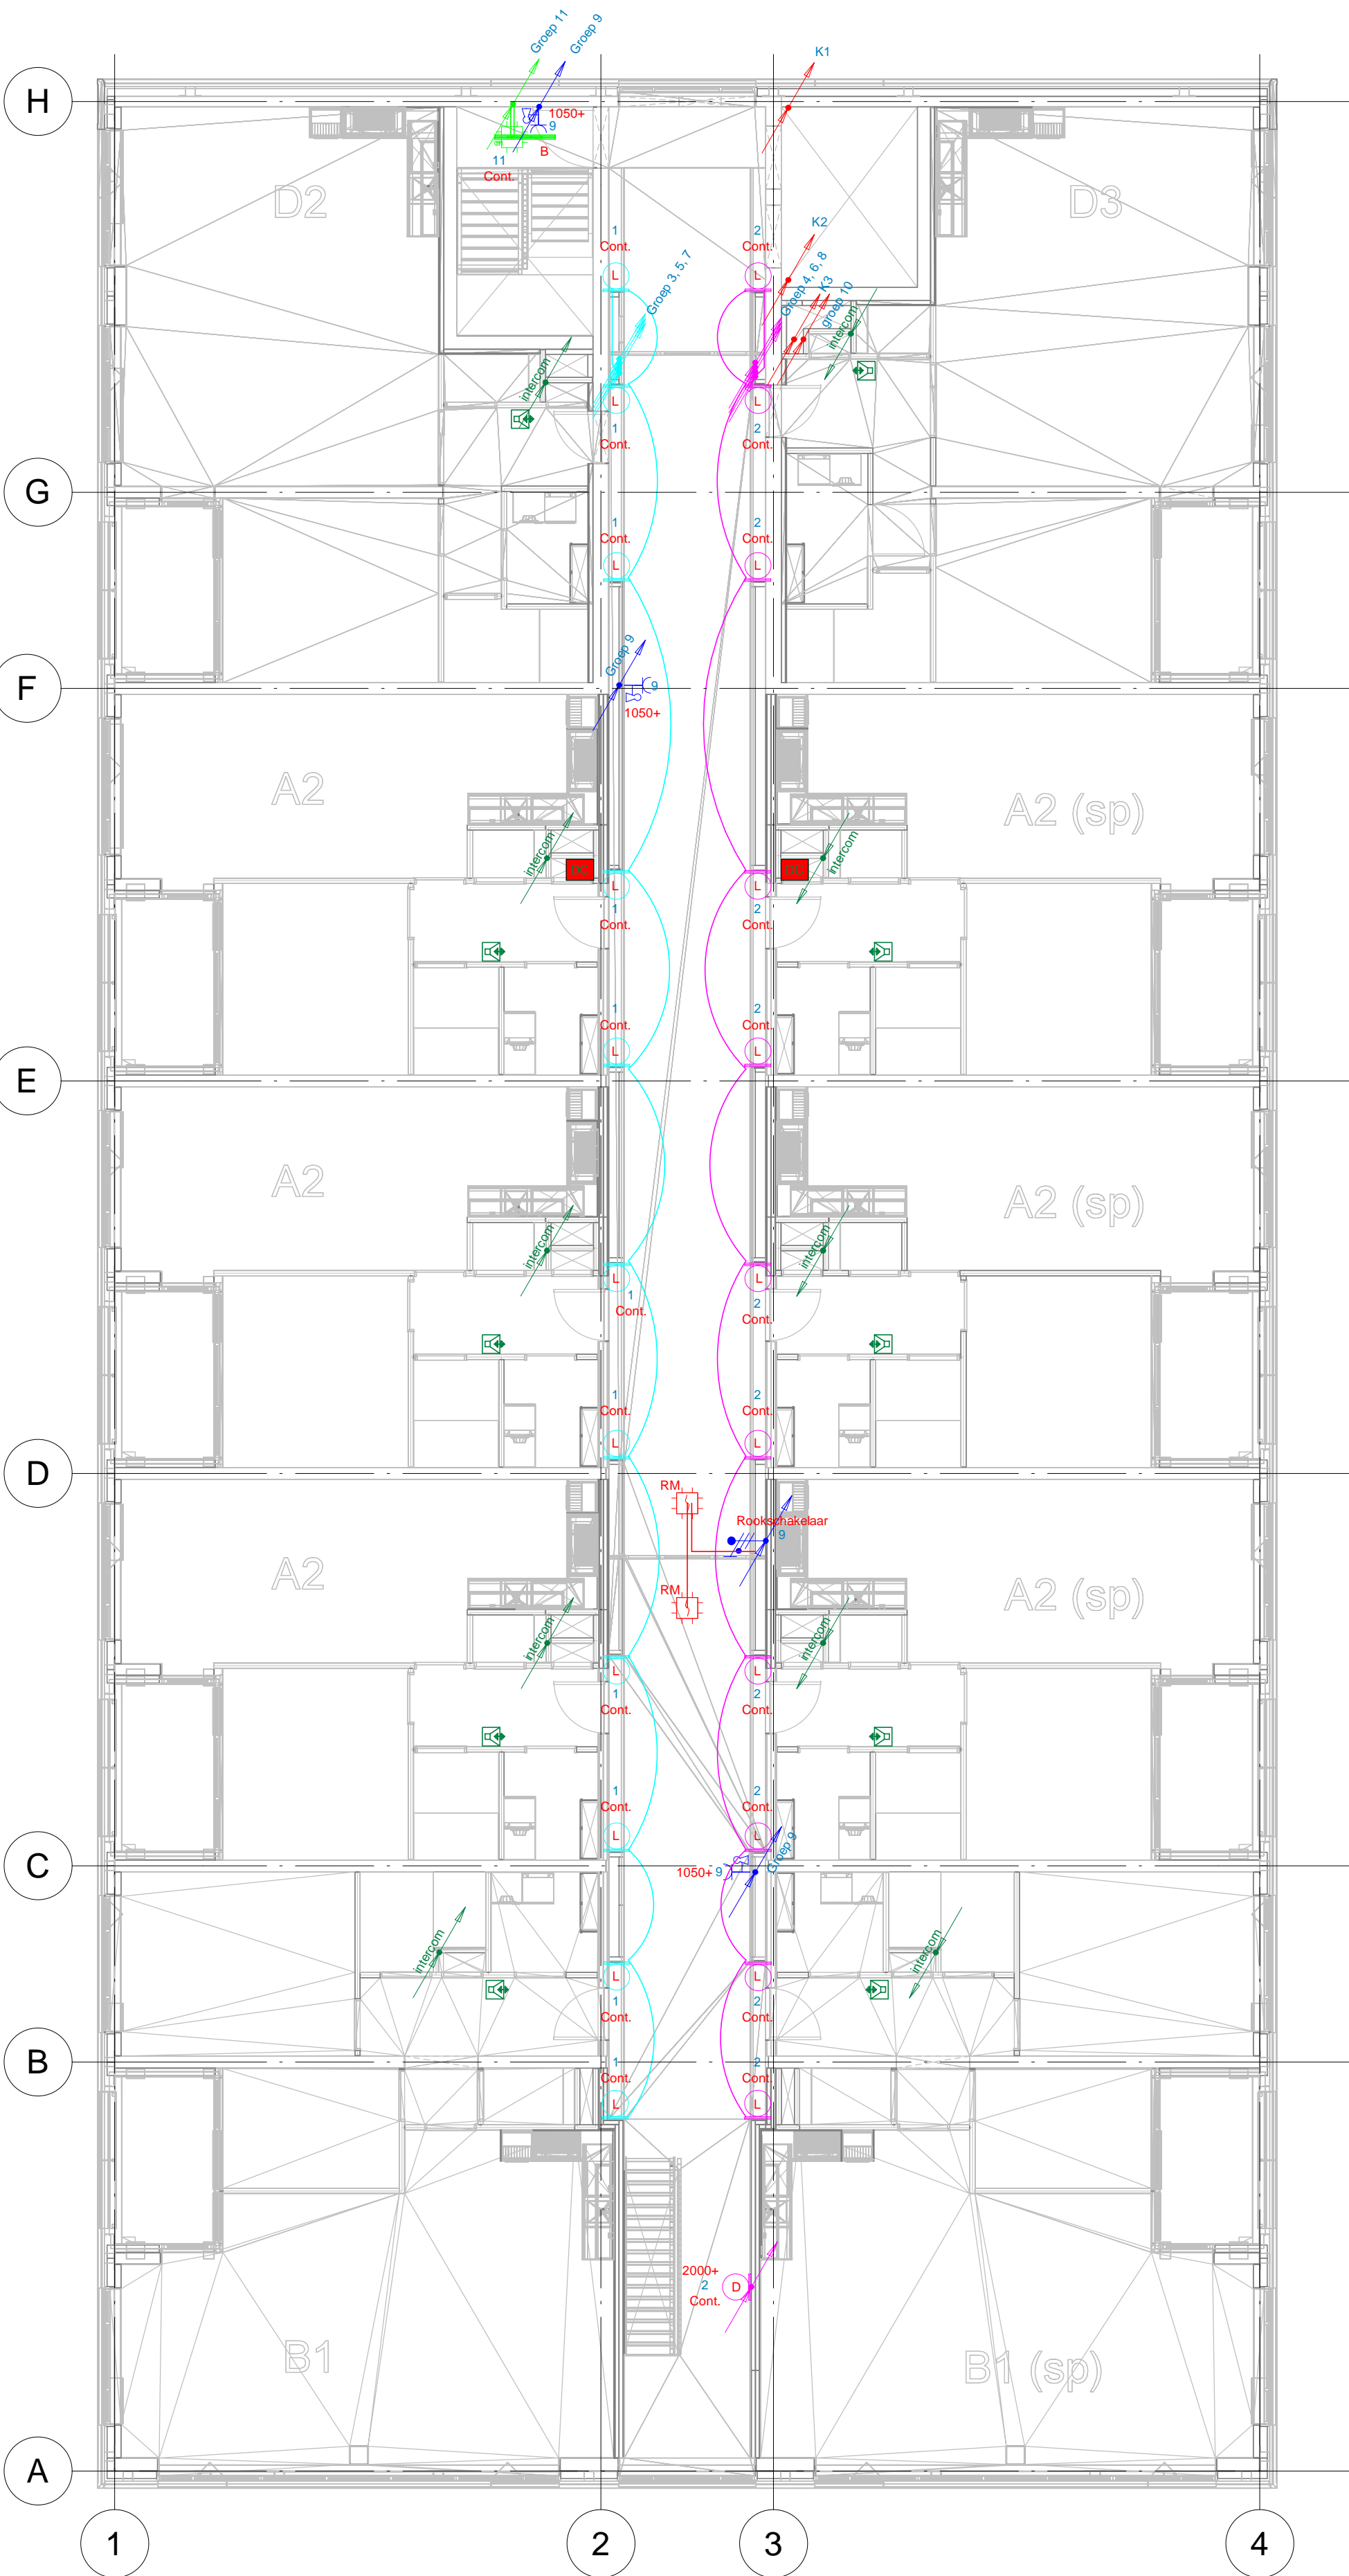 Groep 11
Groep 9
K1
H
1050+
9
B
11
Cont.
D2
D3
K2
1
Cont.
2
Cont.
L
L
Groep 3, 5, 7
Groep 4, 6, 8
K3
groep 10
intercom
intercom
L
L
1
Cont.
2
Cont.
G
1
Cont.
2
Cont.
L
L
Groep 9
F
9
1050+
A2
A2 (sp)
intercom
intercom
DC
DC
L
L
1
Cont.
2
Cont.
1
Cont.
2
Cont.
L
L
E
A2
A2 (sp)
intercom
intercom
L
L
1
Cont.
2
Cont.
1
Cont.
2
Cont.
L
L
D
RM
Rookschakelaar
9
A2
RM
A2 (sp)
intercom
intercom
L
L
1
Cont.
2
Cont.
1
Cont.
2
Cont.
L
L
C
1050+
9
Groep 9
intercom
intercom
L
L
1
Cont.
2
Cont.
B
1
Cont.
2
Cont.
L
L
2000+
2
Cont.
D
B1
B1 (sp)
A
1
2
3
4